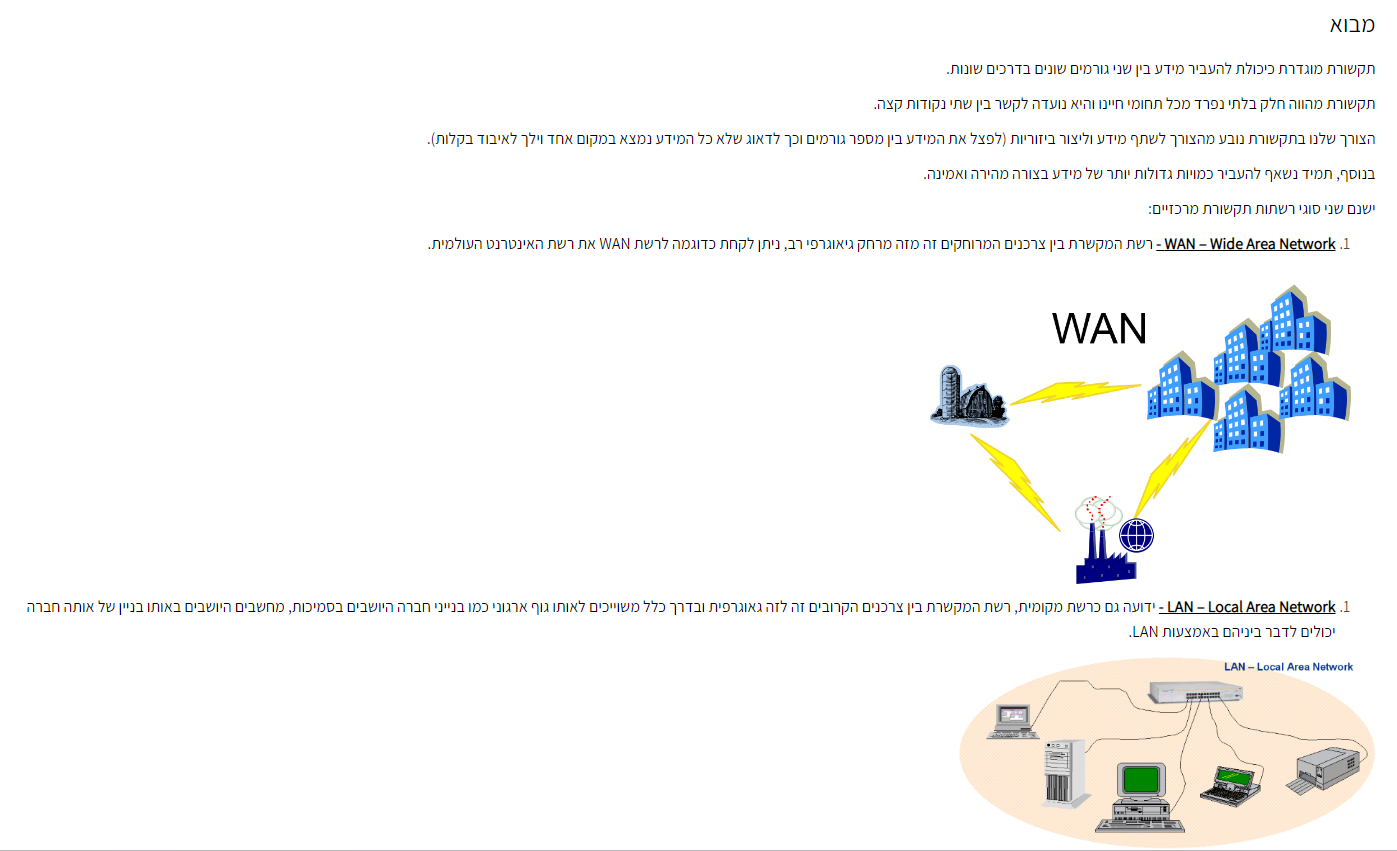 מבוא
תקשורת מוגדרת כיכולת להעביר מידע בין שני גורמים שונים בדרכים שונות.
תקשורת מהווה חלק בלתי נפרד מכל תחומי חיינו והיא נועדה לקשר בין שתי נקודות קצה.
הצורך שלנו בתקשורת נובע מהצורך לשתף מידע וליצור ביזוריות (לפצל את המידע בין מספר גורמים וכך לדאוג שלא כל המידע נמצא במקום אחד וילך לאיבוד בקלות).
בנוסף, תמיד נשאף להעביר כמויות גדולות יותר של מידע בצורה מהירה ואמינה.
ישנם שני סוגי רשתות תקשורת מרכזיים:
1. WAN – Wide Area Network - רשת המקשרת בין צרכנים המרוחקים זה מזה מרחק גיאוגרפי רב, ניתן לקחת כדוגמה לרשת WAN את רשת האינטרנט העולמית.
WAN
1. LAN – Local Area Network - ידועה גם כרשת מקומית, רשת המקשרת בין צרכנים הקרובים זה לזה גאוגרפית ובדרך כלל משוייכים לאותו גוף ארגוני כמו בנייני חברה היושבים בסמיכות, מחשבים היושבים באותו בניין של אותה חברה
יכולים לדבר ביניהם באמצעות LAN.
LAN – Local Area Network